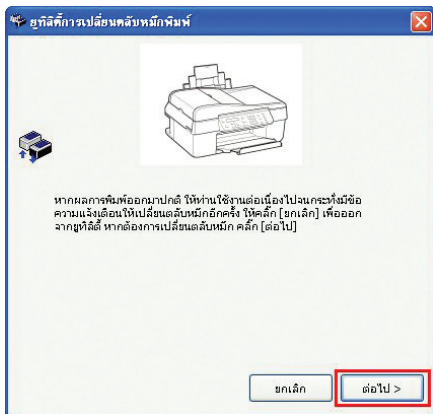 ยูทิลิตี้การเปลี่ยนตลับหมึกพิมพ์
หากผลการพิมพ์ออกมาปกติ ให้ท่านใช้งานต่อเนื่องไปจนกระทั่งมีข้อ
ความแจ้งเตือนให้เปลี่ยนตลับหมึกอีกครั้ง ให้คลิ๊ก [ยกเลิก] เพื่อออก
จากยูทิลิตี้ หากต้องการเปลี่ยนตลับหมึก คลิ๊ก [ต่อไป]
ยกเลิก
ต่อไป >